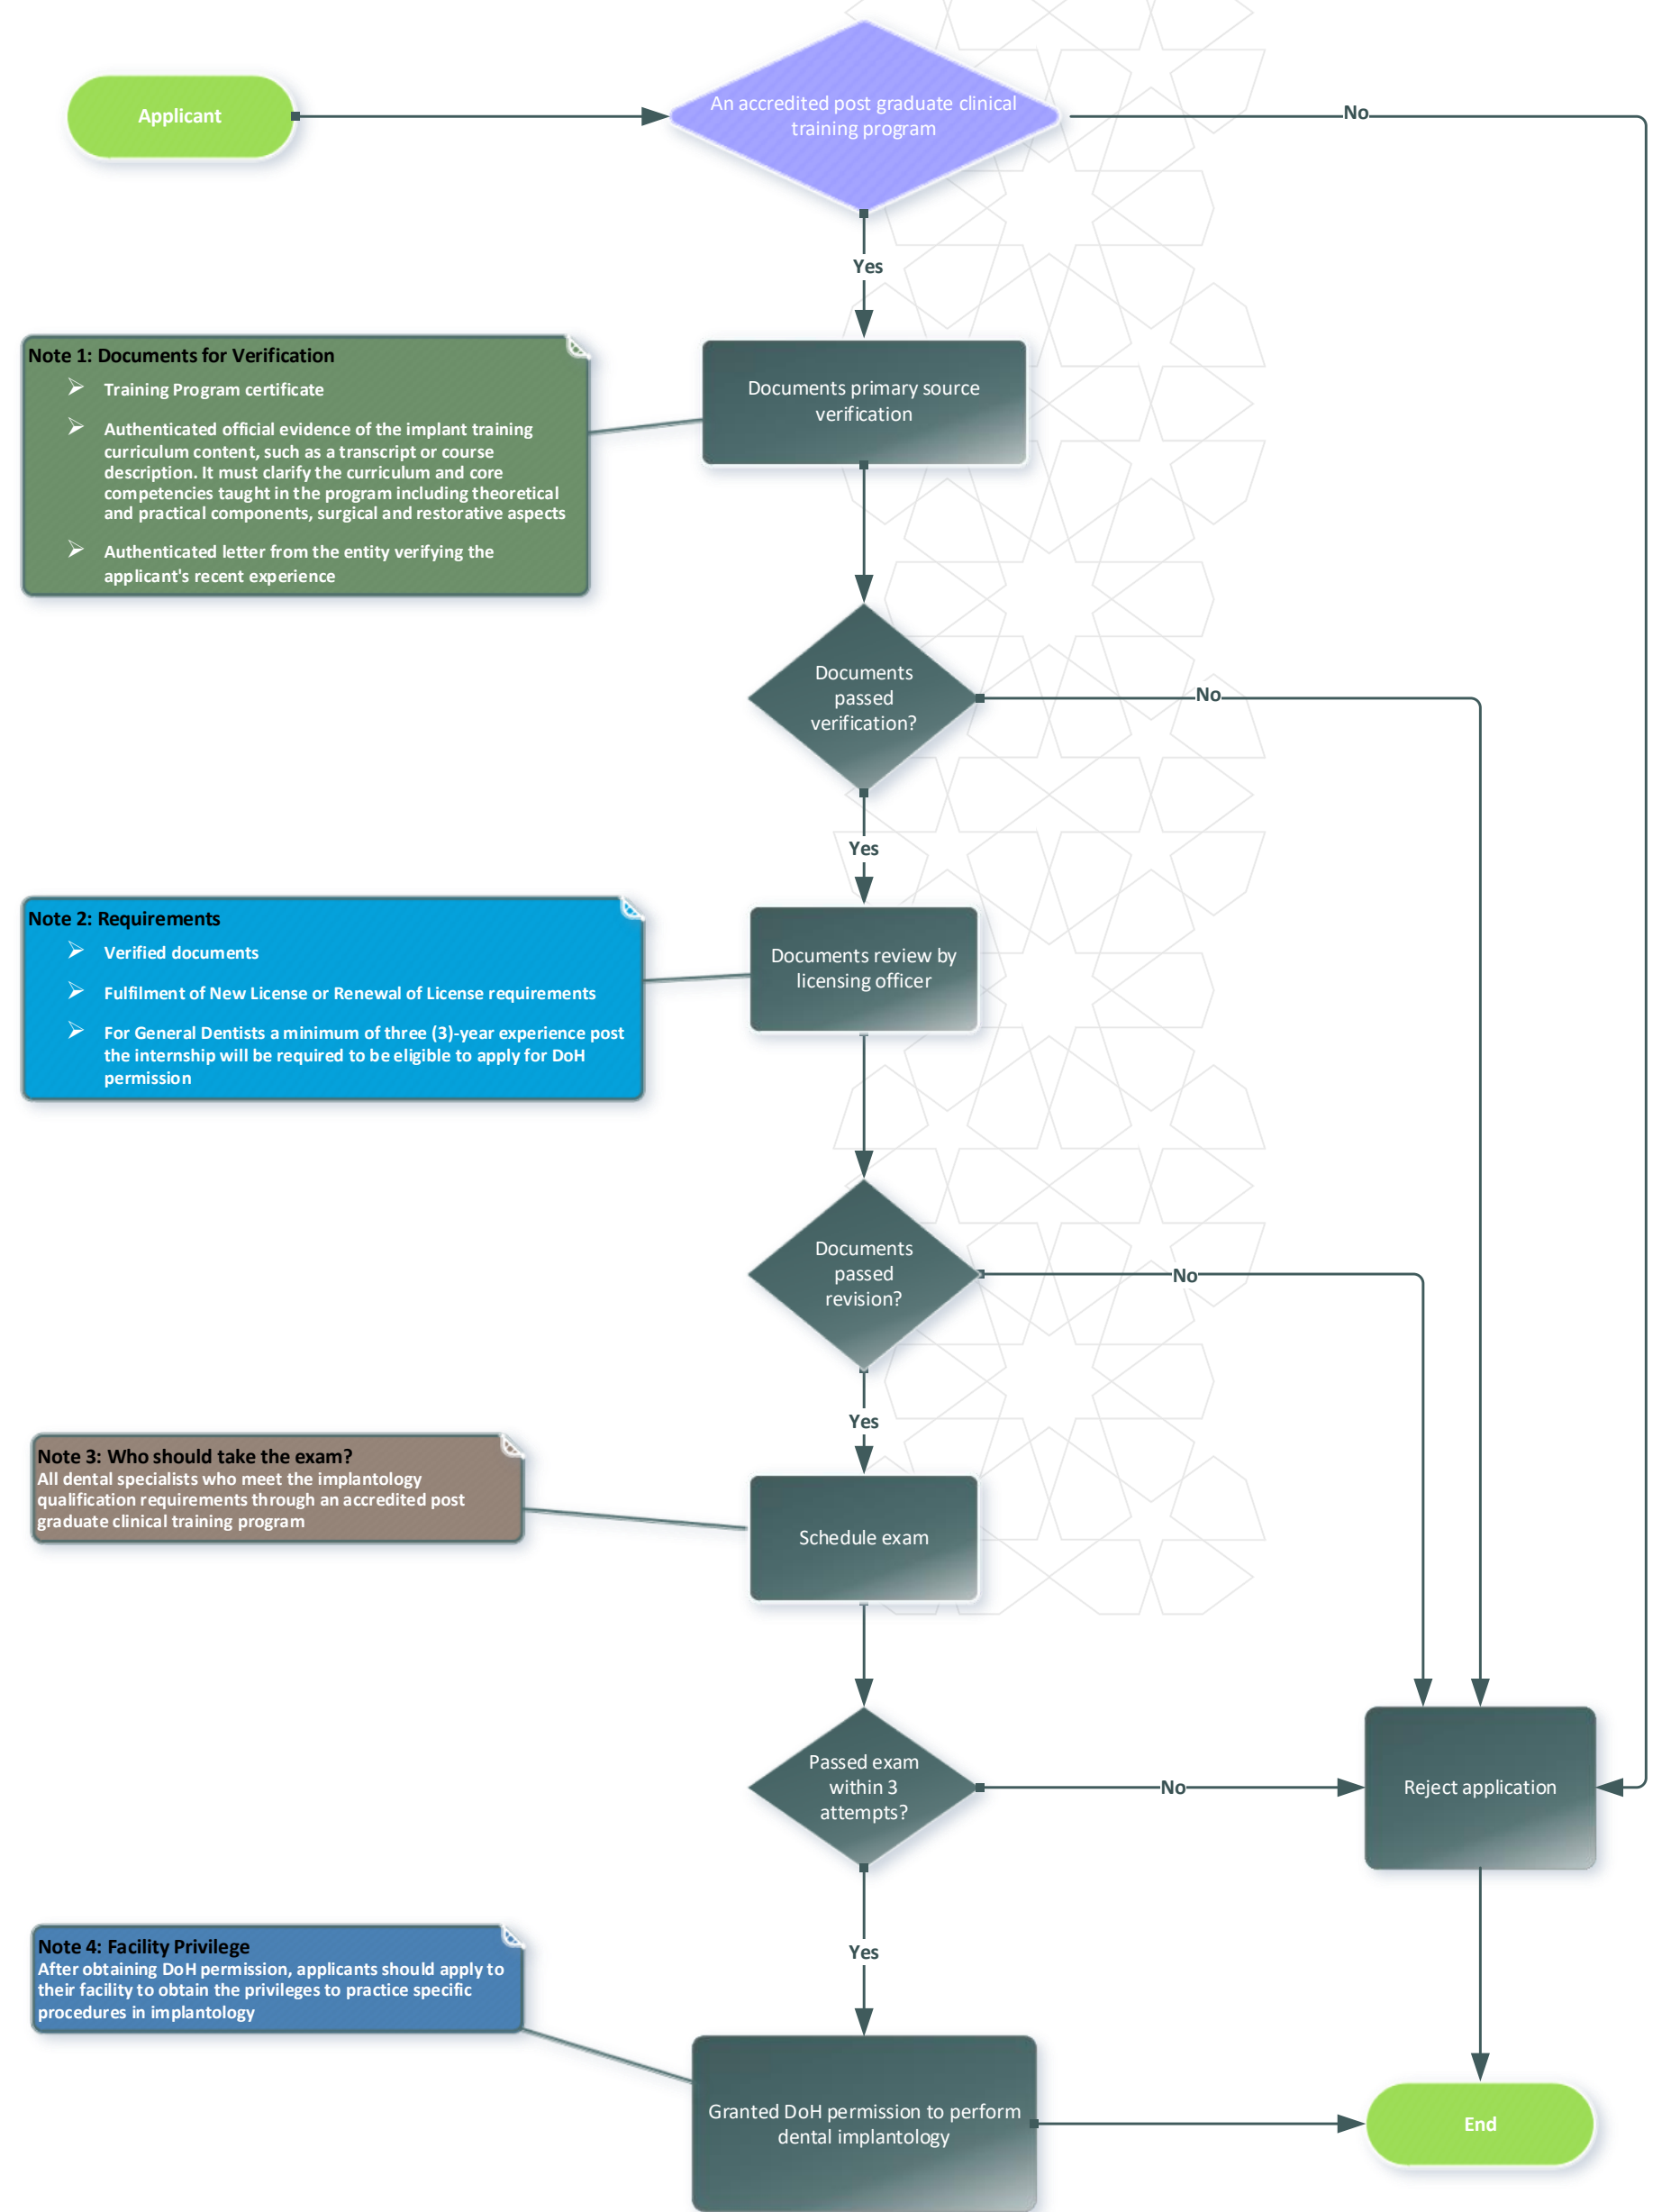 Applicant
An accredited post graduate clinical
training program
No
Yes
Note 1: Documents for Verification
➢ Training Program certificate
➢ Authenticated official evidence of the implant training
curriculum content, such as a transcript or course
description. It must clarify the curriculum and core
competencies taught in the program including theoretical
and practical components, surgical and restorative aspects
➢ Authenticated letter from the entity verifying the
applicant's recent experience
Documents primary source
verification
Documents
passed
verification?
No
Yes
Note 2: Requirements
➢ Verified documents
➢ Fulfilment of New License or Renewal of License requirements
➢ For General Dentists a minimum of three (3)-year experience post
the internship will be required to be eligible to apply for DoH
permission
Documents review by
licensing officer
Documents
passed
revision?
No
Yes
Note 3: Who should take the exam?
All dental specialists who meet the implantology
qualification requirements through an accredited post
graduate clinical training program
Schedule exam
Passed exam
within 3
attempts?
No
Reject application
Yes
Note 4: Facility Privilege
After obtaining DoH permission, applicants should apply to
their facility to obtain the privileges to practice specific
procedures in implantology
Granted DoH permission to perform
dental implantology
End